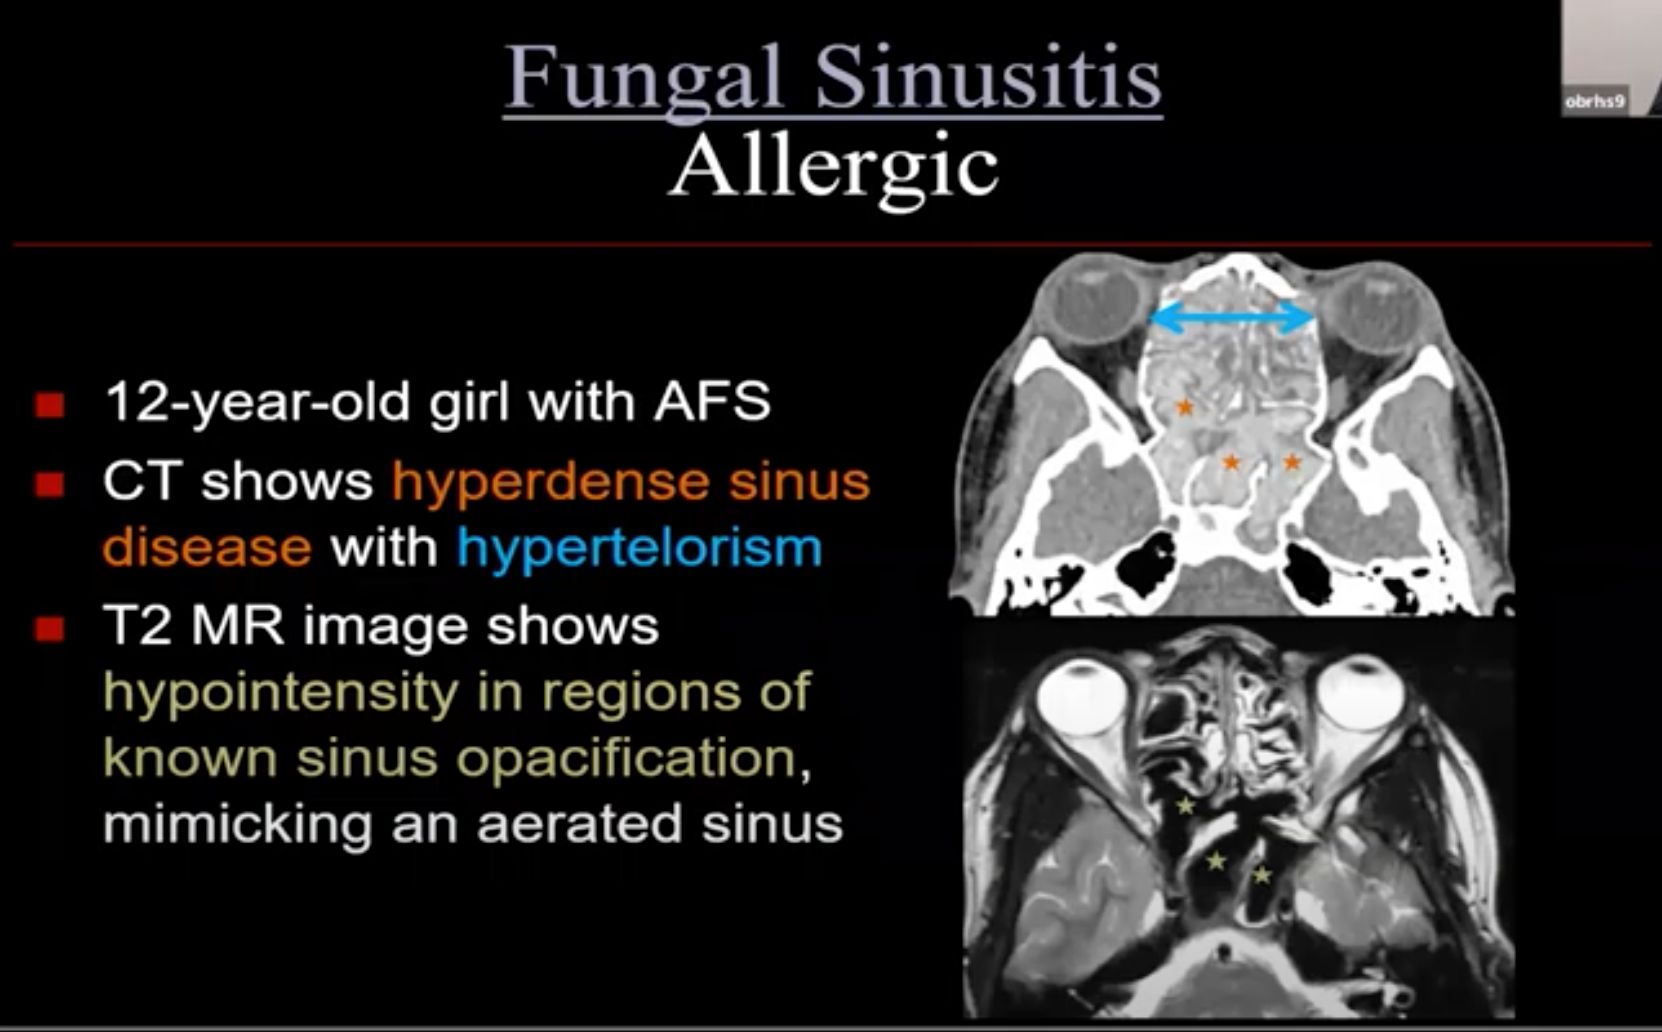 Fungal Sinusitis
Allergic
obrhs9
12-year-old girl with AFS
CT shows hyperdense sinus
disease with hypertelorism
T2 MR image shows
hypointensity in regions of
known sinus opacification,
mimicking an aerated sinus